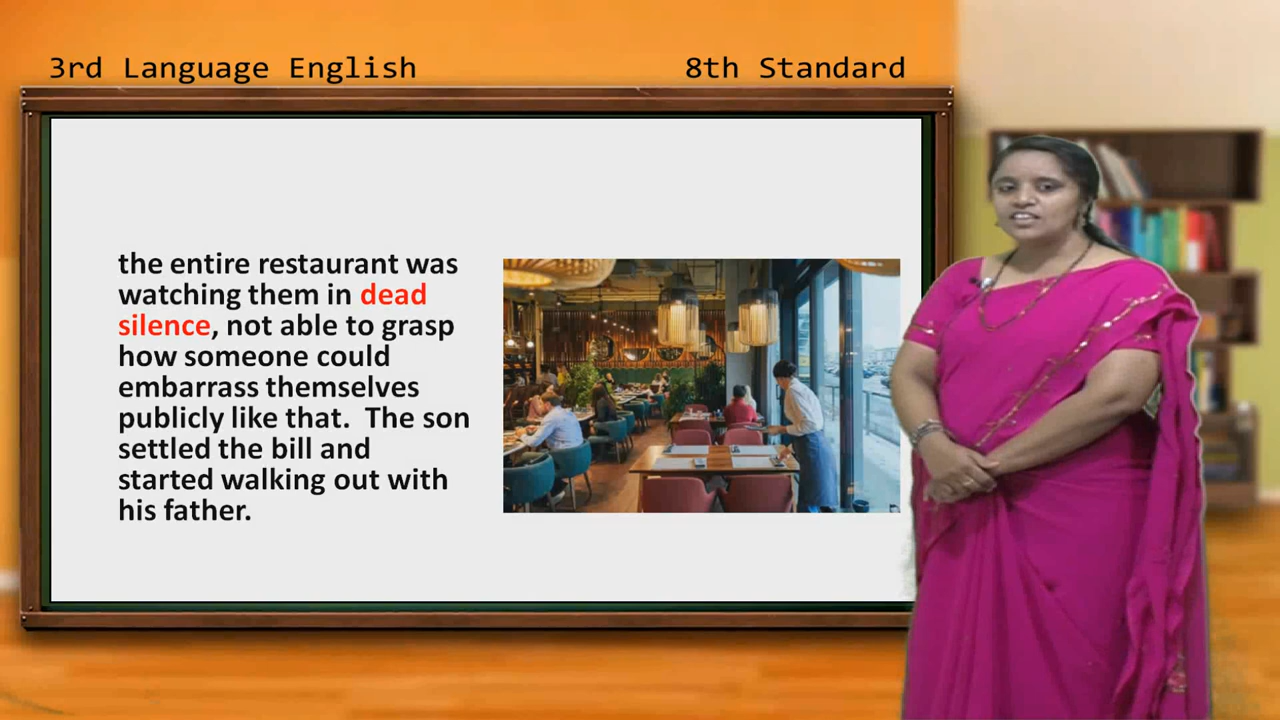 3rd Language English
8th Standard
the entire restaurant was
watching them in dead
silence, not able to grasp
how someone could
embarrass themselves
publicly like that.  The son
settled the bill and
started walking out with
his father.